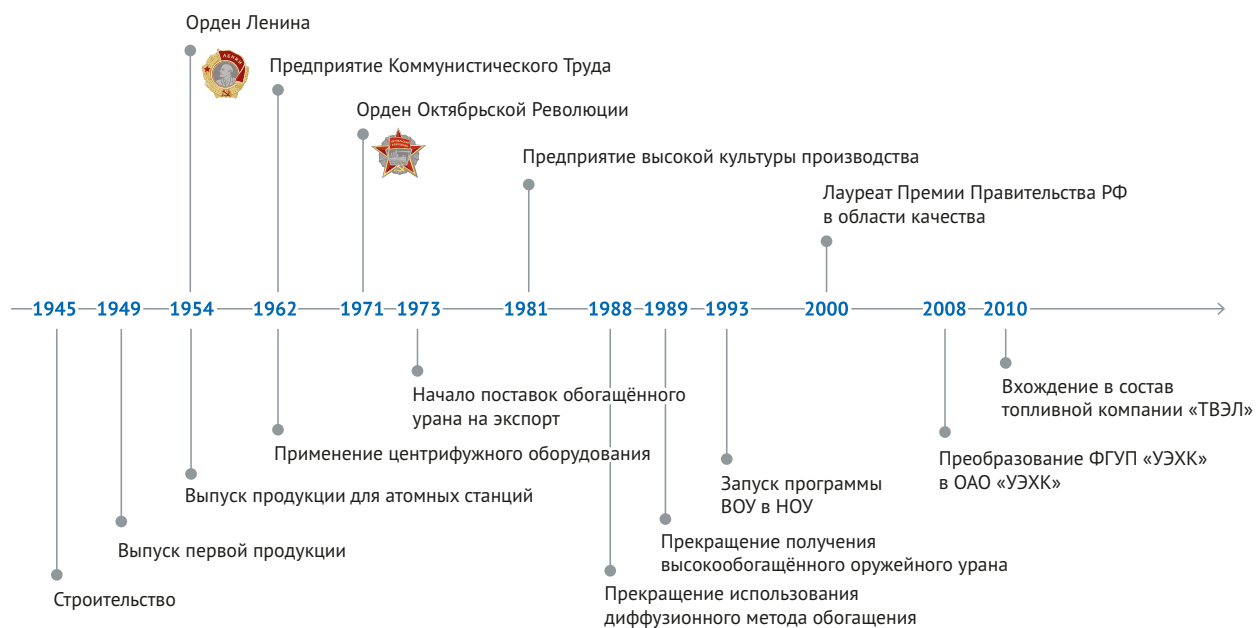 Орден Ленина
Предприятие Коммунистического Труда
Орден Октябрьской Революции
Предприятие высокой культуры производства
Лауреат Премии Правительства РФ
в области качества
1945 1949 1954 1962 1971 1973 1981 1988 1989 1993 2000 2008 2010
Начало поставок обогащённого
урана на экспорт
Вхождение в состав
топливной компании «ТВЭЛ»
Применение центрифужного оборудования
Преобразование ФГУП «УЭХК»
в ОАО «УЭХК»
Выпуск продукции для атомных станций
Запуск программы
ВОУ в НОУ
Выпуск первой продукции
Прекращение получения
высокообогащённого оружейного урана
Строительство
Прекращение использования
диффузионного метода обогащения